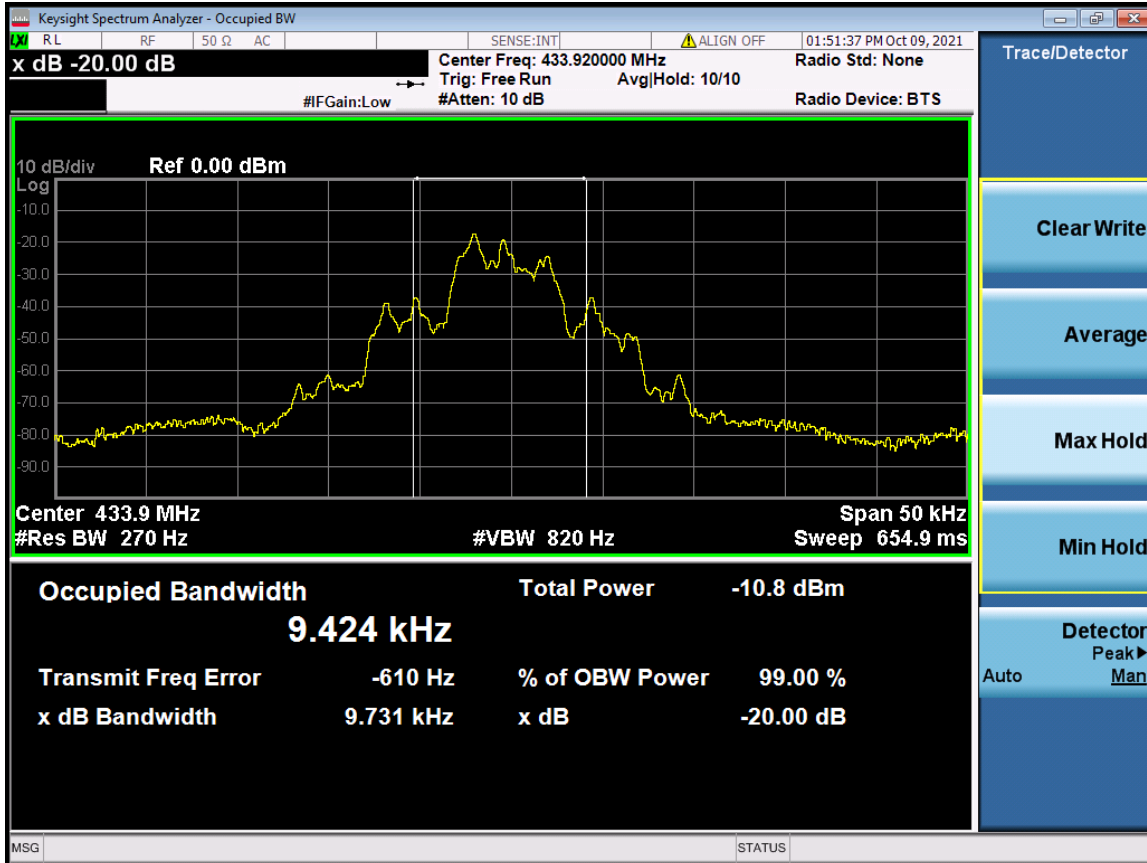 Keysight Spectrum Analyzer - Occupied BW
LXI RL RF 50 Ω AC SENSE:INT ALIGN OFF 01:51:37 PM Oct 09, 2021
x dB -20.00 dB
Center Freq: 433.920000 MHz Radio Std: None
Trig: Free Run Avg|Hold: 10/10
#IFGain:Low #Atten: 10 dB Radio Device: BTS
Trace/Detector
10 dB/div Ref 0.00 dBm
Log
-10.0
-20.0
-30.0
-40.0
-50.0
-60.0
-70.0
-80.0
-90.0
Center 433.9 MHz Span 50 kHz
#Res BW 270 Hz #VBW 820 Hz Sweep 654.9 ms
Occupied Bandwidth Total Power -10.8 dBm
9.424 kHz
Transmit Freq Error -610 Hz % of OBW Power 99.00 %
x dB Bandwidth 9.731 kHz x dB -20.00 dB
Clear Write
Average
Max Hold
Min Hold
Detector
Peak▶
Auto Man
MSG STATUS